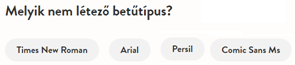 Melyik nem létező betűtípus?
Times New Roman
Arial
Persil
Comic Sans Ms